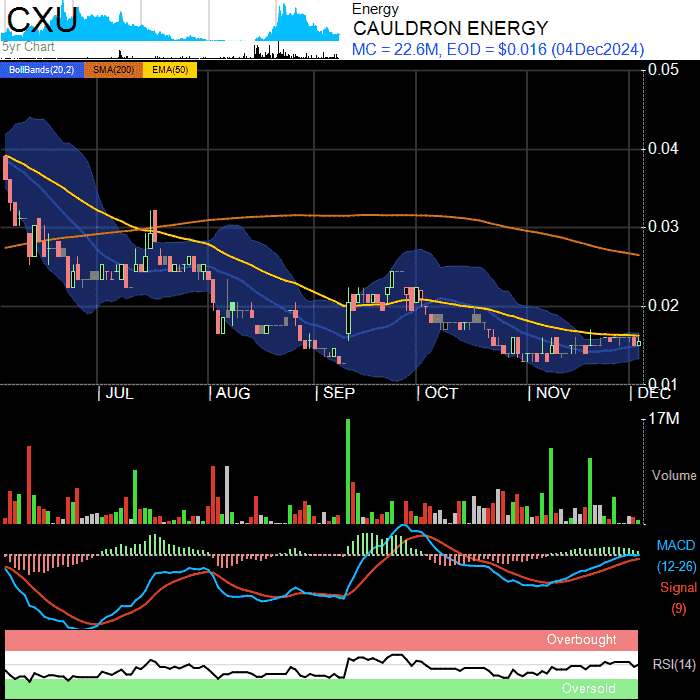 CXU
5yr Chart
Energy
CAULDRON ENERGY
MC = 22.6M, EOD = $0.016 (04Dec2024)
BollBands(20,2) SMA(200) EMA(50)
0.05
0.04
0.03
0.02
0.01
JUL AUG SEP OCT NOV DEC
17M
Volume
MACD
(12-26)
Signal
(9)
Overbought
RSI(14)
Oversold